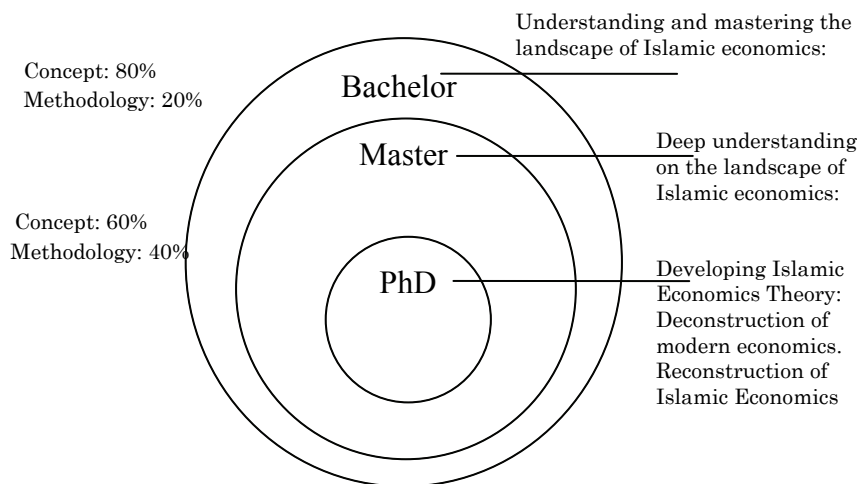 Understanding and mastering the
landscape of Islamic economics:
Concept: 80%
Methodology: 20%
Bachelor
Master
Deep understanding
on the landscape of
Islamic economics:
Concept: 60%
Methodology: 40%
PhD
Developing Islamic
Economics Theory:
Deconstruction of
modern economics.
Reconstruction of
Islamic Economics